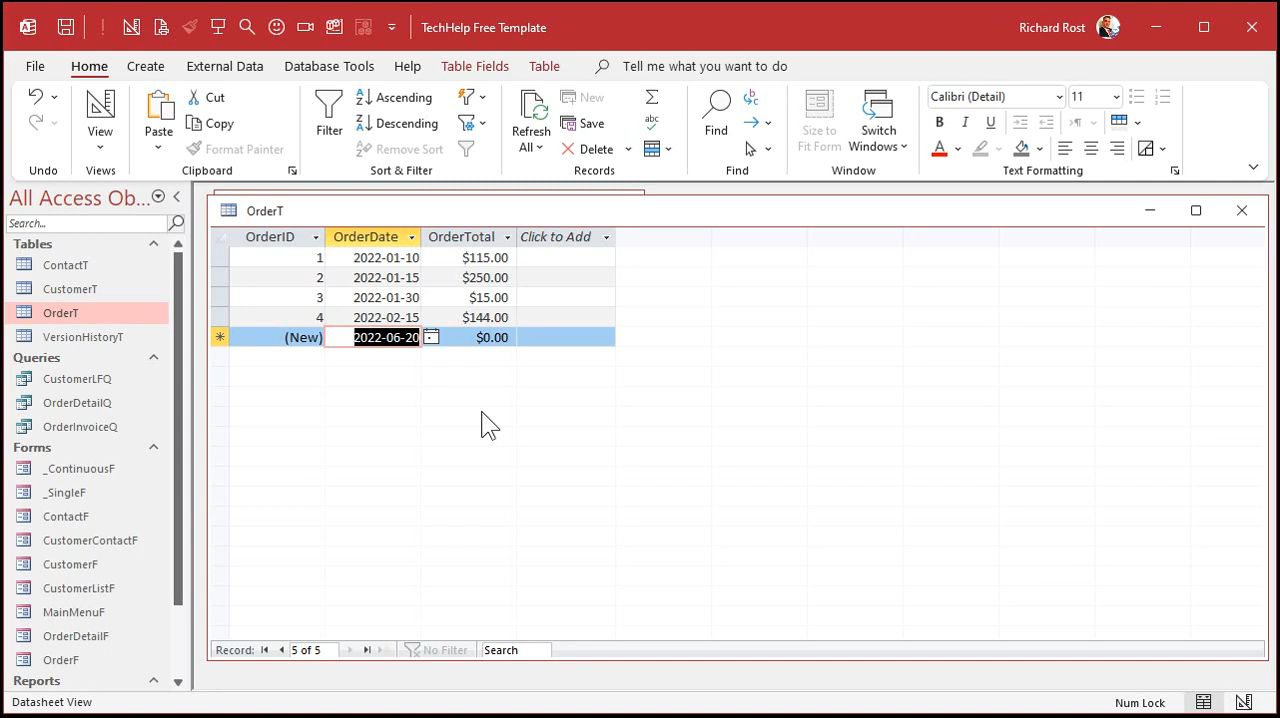 TechHelp Free Template
Richard Rost
File Home Create External Data Database Tools Help Table Fields Table Tell me what you want to do
Undo
View
Views
Paste
Cut
Copy
Format Painter
Clipboard
Filter
Ascending
Descending
Remove Sort
Sort & Filter
Refresh
All
New
Save
Delete
Records
Find
Find
Size to
Fit Form
Switch
Windows
Window
Calibri (Detail) 11
B I U
Text Formatting
All Access Ob...
Search...
Tables
ContactT
CustomerT
OrderT
VersionHistoryT
Queries
CustomerLFQ
OrderDetailQ
OrderInvoiceQ
Forms
_ContinuousF
_SingleF
ContactF
CustomerContactF
CustomerF
CustomerListF
MainMenuF
OrderDetailF
OrderF
Reports
OrderT
OrderID OrderDate OrderTotal Click to Add
1 2022-01-10 $115.00
2 2022-01-15 $250.00
3 2022-01-30 $15.00
4 2022-02-15 $144.00
(New) 2022-06-20 $0.00
Record: 5 of 5 No Filter Search
Datasheet View
Num Lock